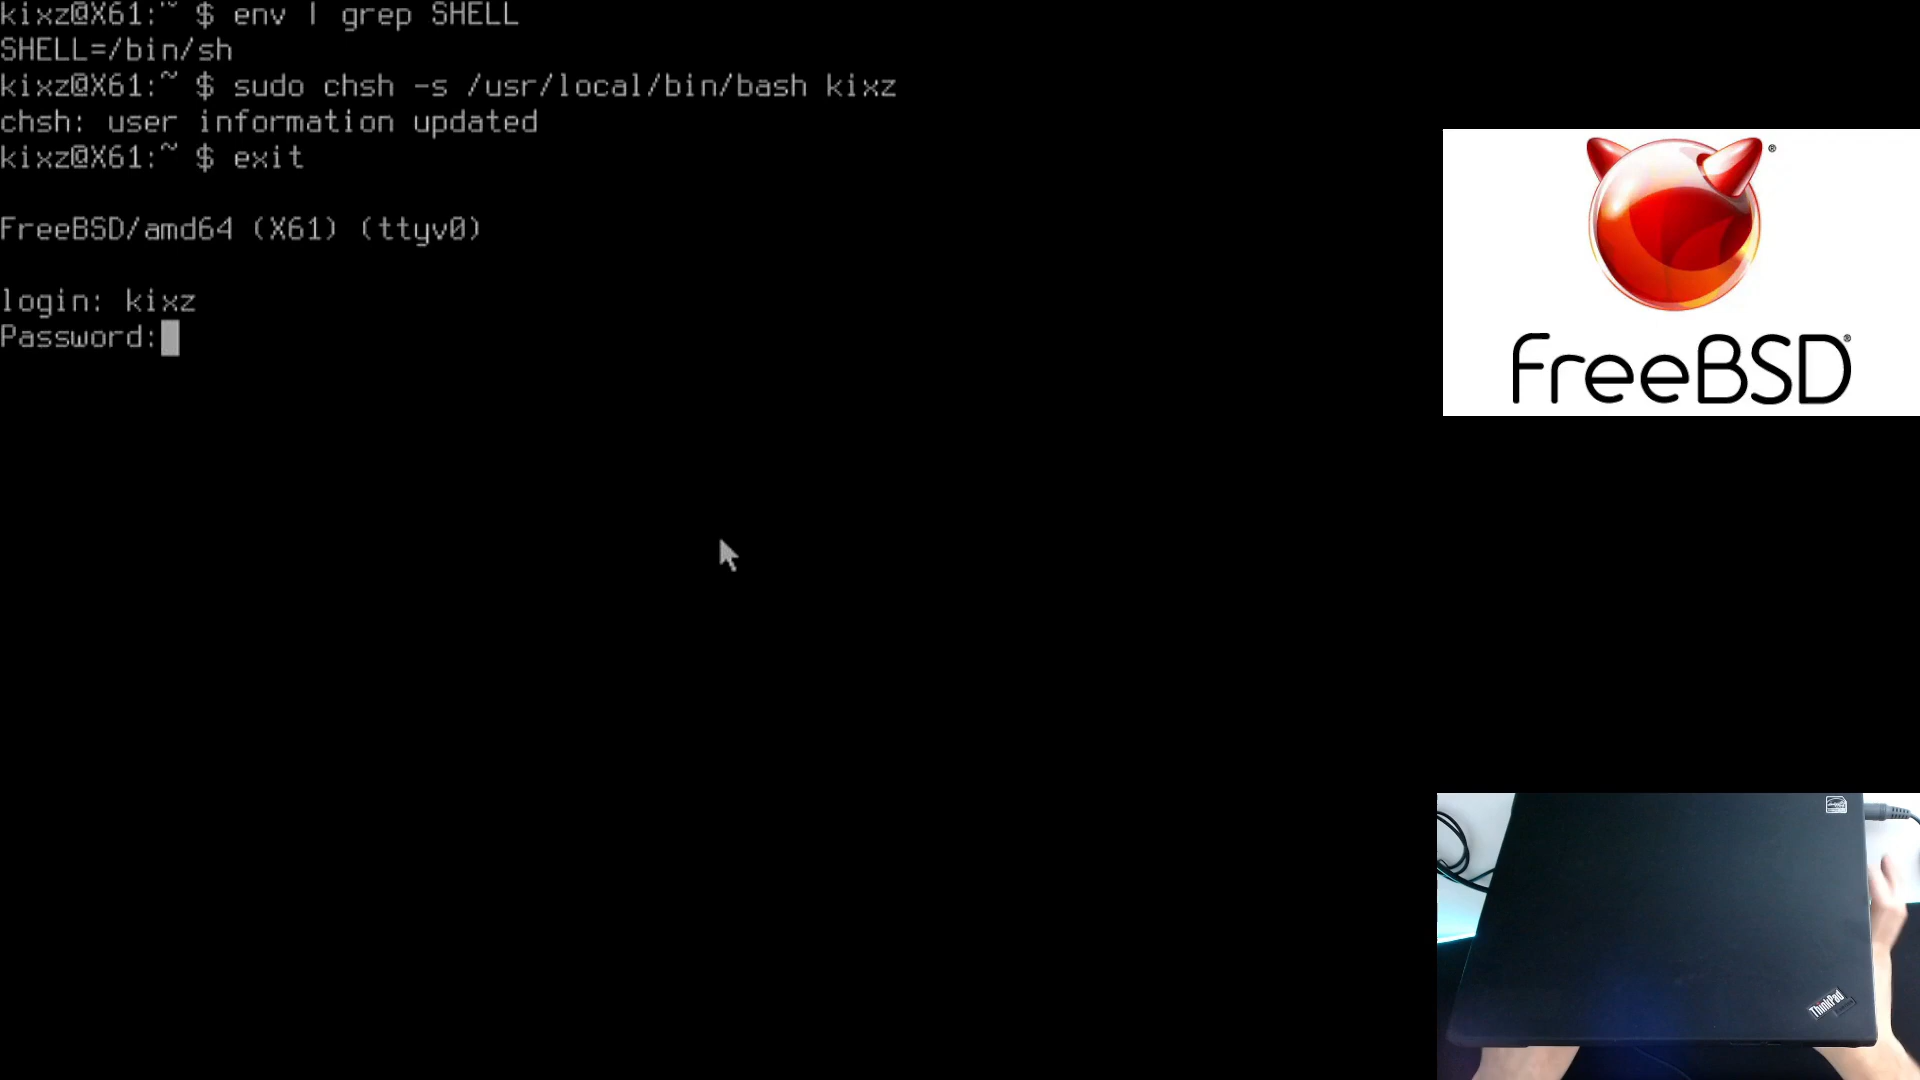 kixz@X61:~ $ env | grep SHELL
SHELL=/bin/sh
kixz@X61:~ $ sudo chsh -s /usr/local/bin/bash kixz
chsh: user information updated
kixz@X61:~ $ exit
FreeBSD/amd64 (X61) (ttyv0)
login: kixz
Password:
®
FreeBSD®
ThinkPad